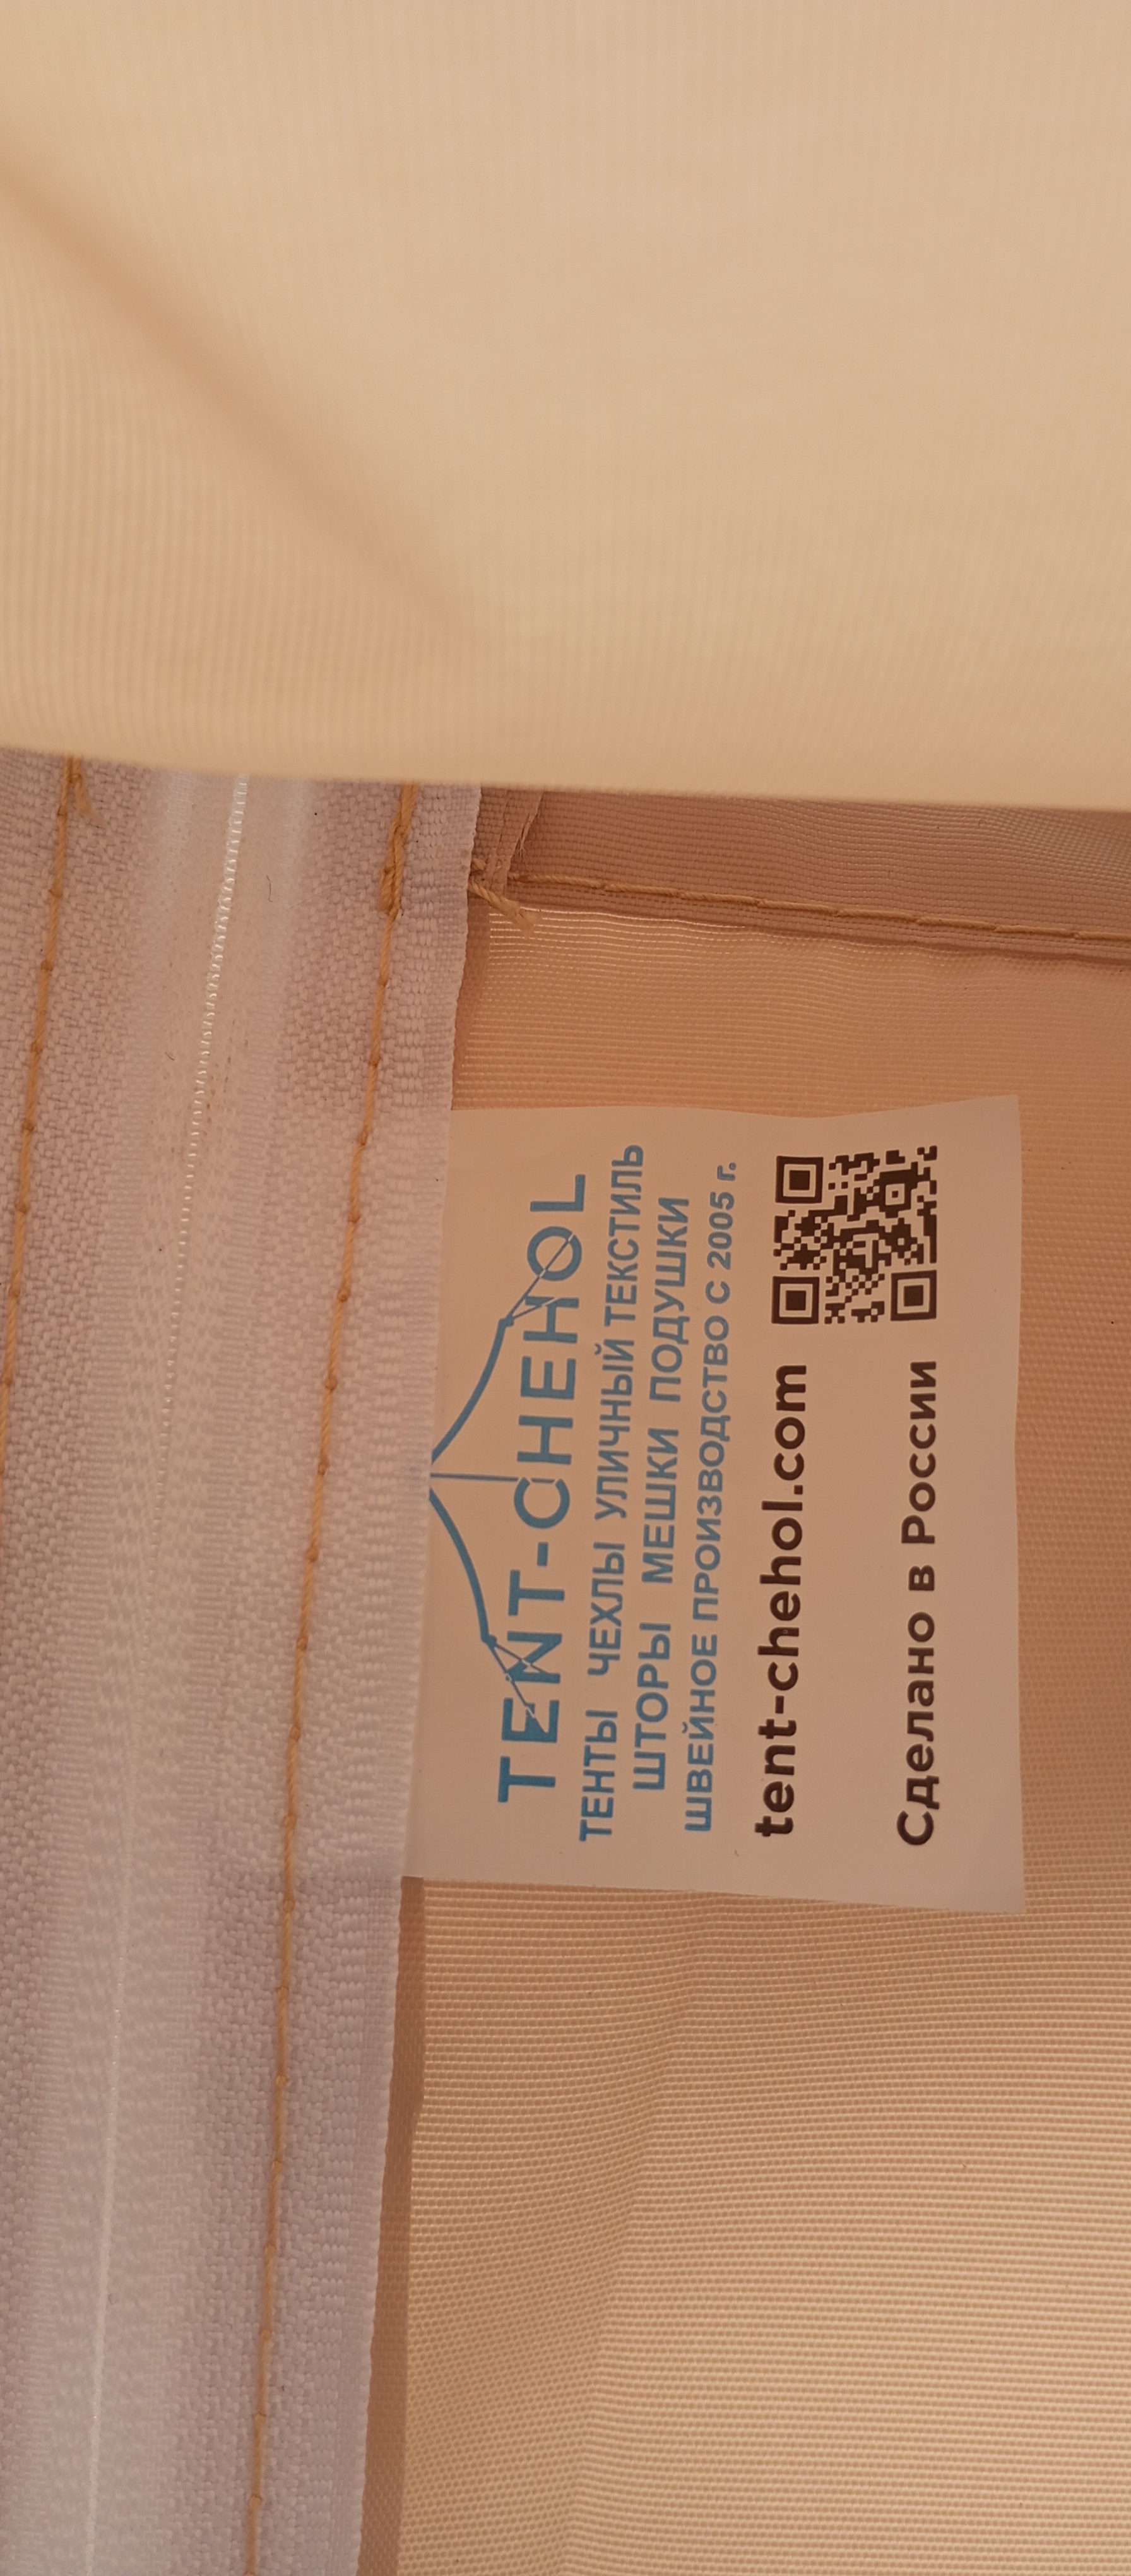 TENT-CHEHOL
ТЕНТЫ ЧЕХЛЫ УЛИЧНЫЙ ТЕКСТИЛЬ
ШТОРЫ МЕШКИ ПОДУШКИ
ШВЕЙНОЕ ПРОИЗВОДСТВО С 2005 г.
tent-chehol.com
Сделано в России